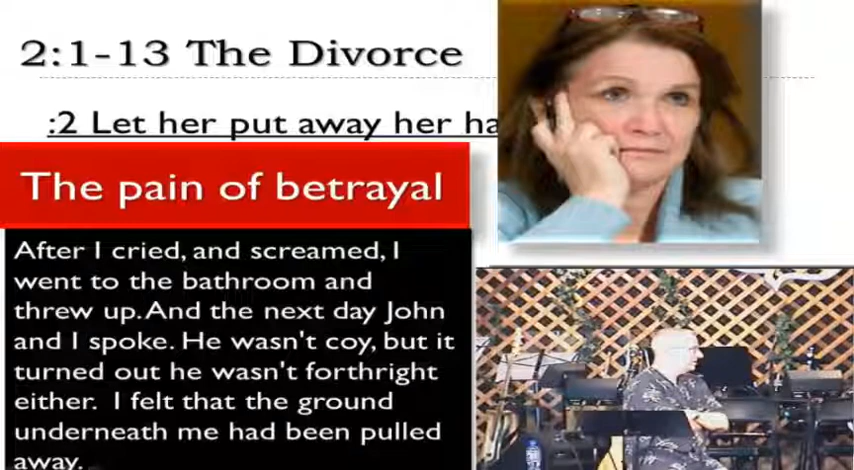 2:1-13 The Divorce
:2 Let her put away her ha
The pain of betrayal
After I cried, and screamed, I
went to the bathroom and
threw up. And the next day John
and I spoke. He wasn't coy, but it
turned out he wasn't forthright
either. I felt that the ground
underneath me had been pulled
away.